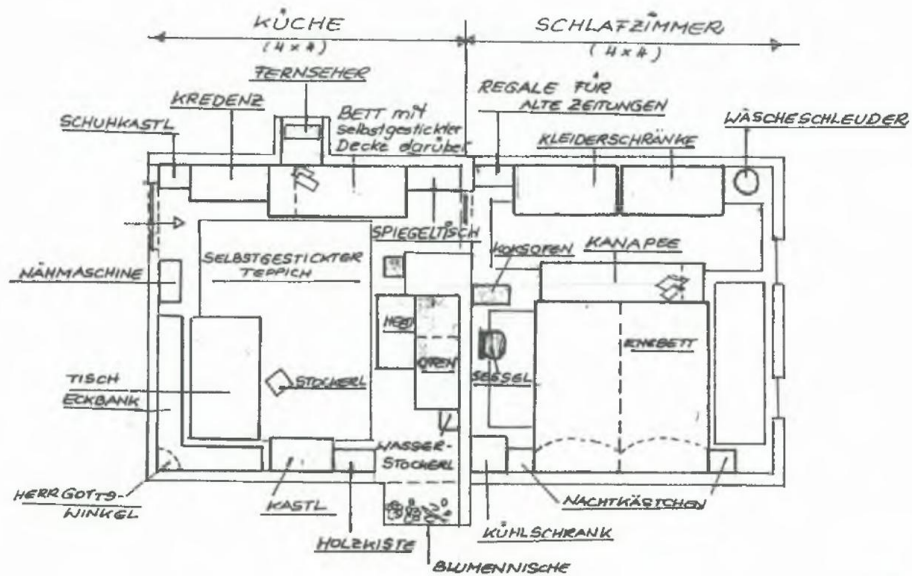 KÜCHE
(4 x 4)
SCHLAFZIMMER
(4 x 4)
FERNSEHER
KREDENZ
SCHUHKASTL
BETT mit
selbstgestickter
Decke darüber
REGALE FÜR
ALTE ZEITUNGEN
KLEIDERSCHRÄNKE
WÄSCHESCHLEUDER
SPIEGELTISCH
SELBSTGESTICKTER
TEPPICH
NÄHMASCHINE
KOKSOFEN
KANAPEE
HERD
OFEN
SESSEL
EHEBETT
TISCH
ECKBANK
STOCKERL
WASSER-
STOCKERL
HERRGOTTS-
WINKEL
KASTL
HOLZKISTE
BLUMENNISCHE
KÜHLSCHRANK
NACHTKÄSTCHEN